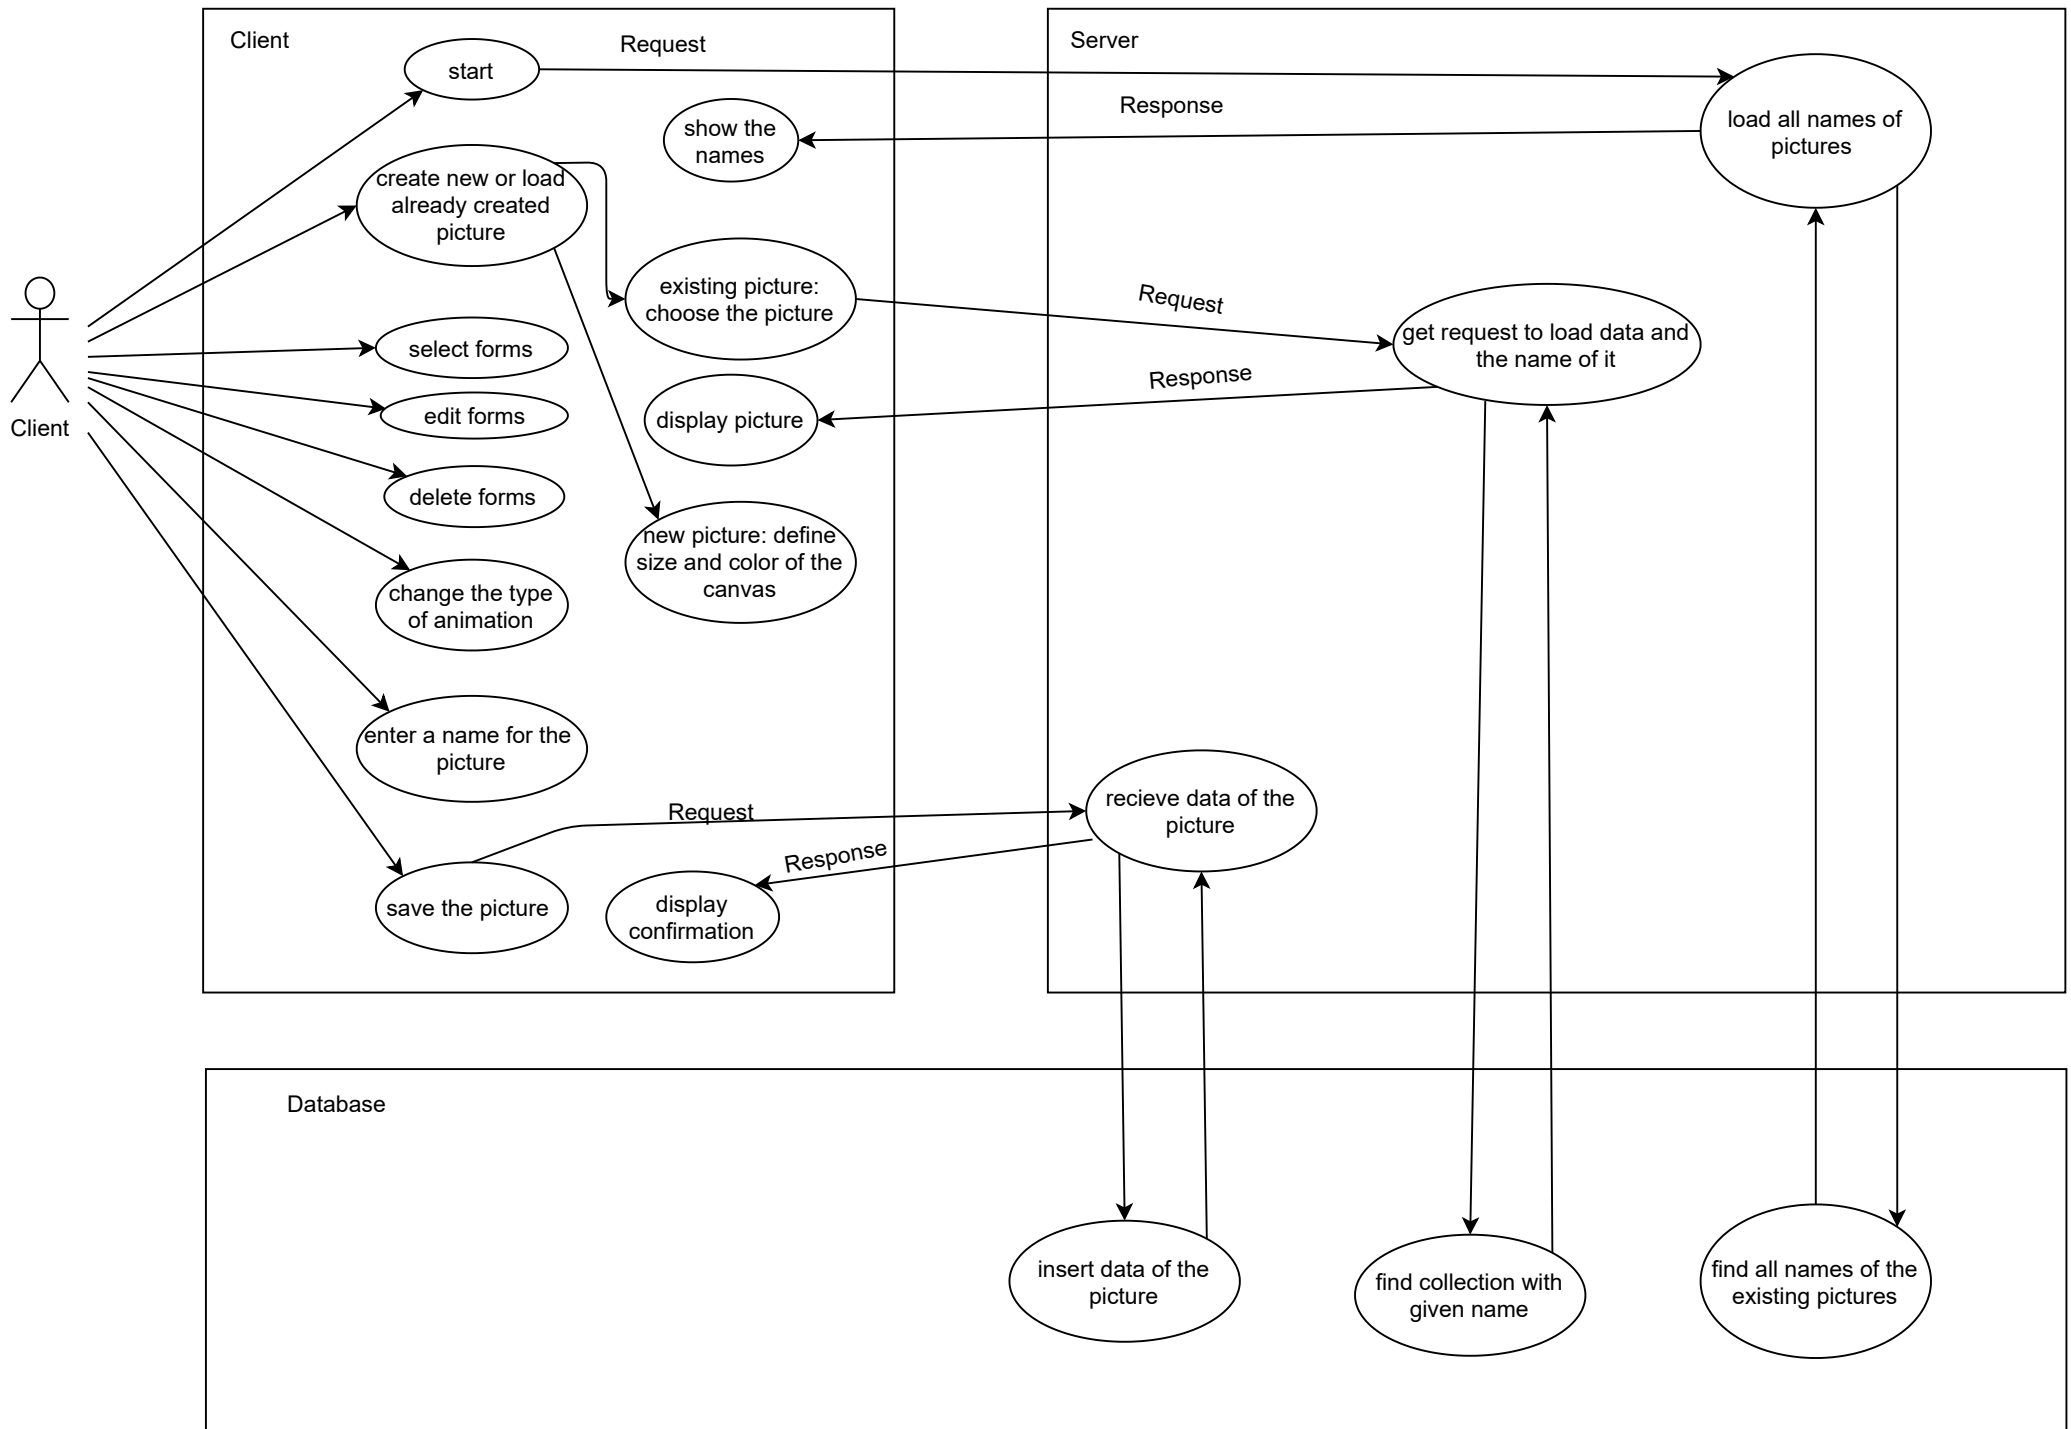 Client
Request
Server
start
Response
show the
names
load all names of
pictures
create new or load
already created
picture
existing picture:
choose the picture
Request
get request to load data and
the name of it
select forms
Response
edit forms
display picture
Client
delete forms
new picture: define
size and color of the
canvas
change the type
of animation
enter a name for the
picture
Request
recieve data of the
picture
Response
save the picture
display
confirmation
Database
insert data of the
picture
find collection with
given name
find all names of the
existing pictures